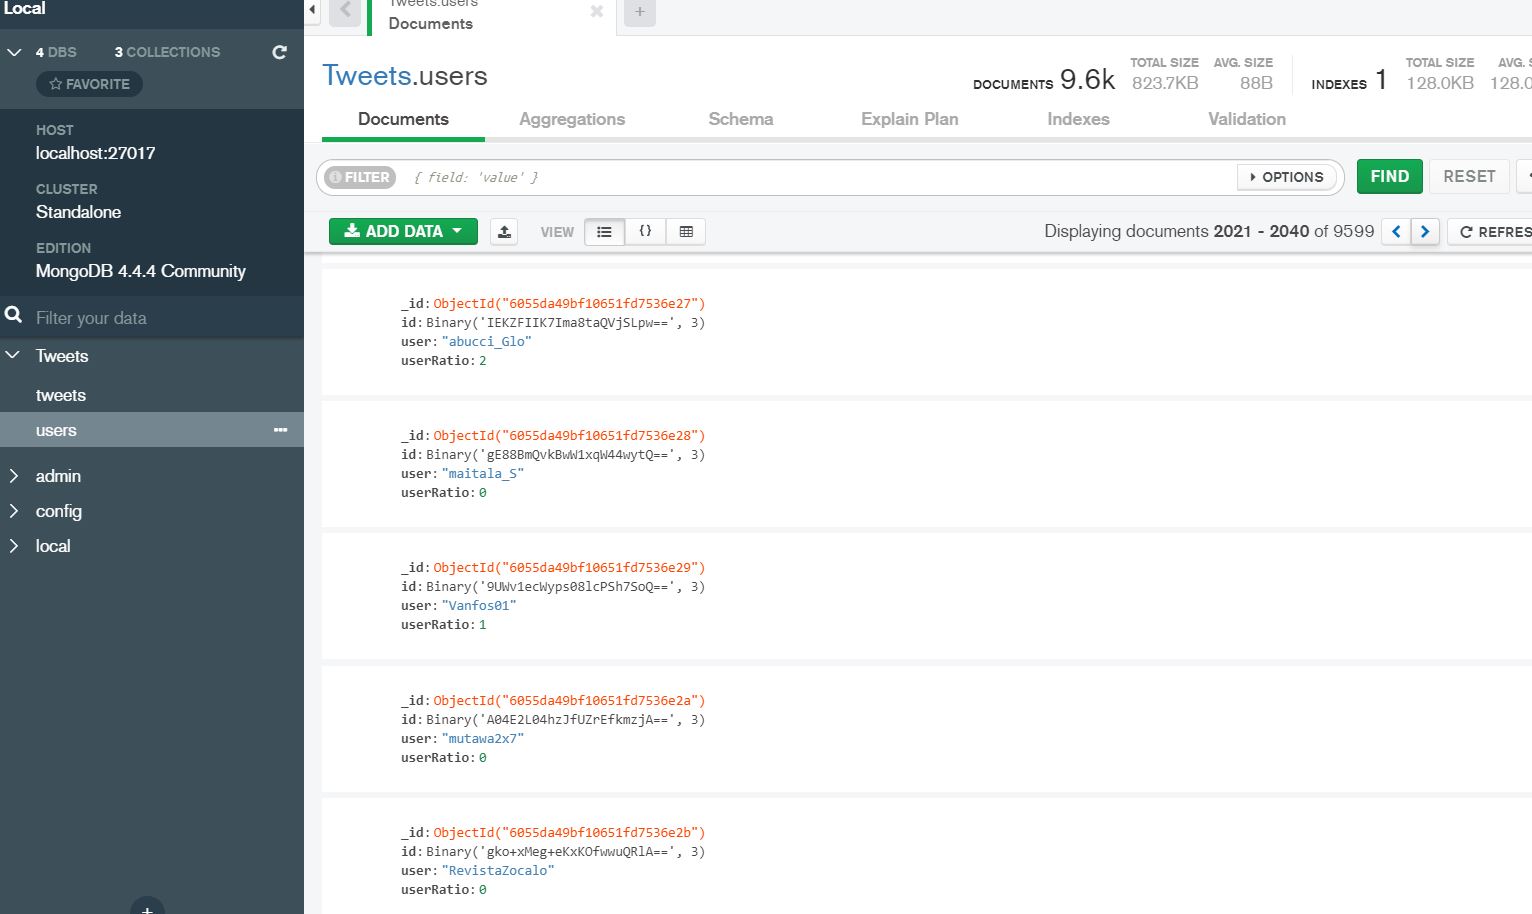 Local
4 DBS 3 COLLECTIONS
FAVORITE
HOST
localhost:27017
CLUSTER
Standalone
EDITION
MongoDB 4.4.4 Community
Filter your data
Tweets
tweets
users
admin
config
local
Tweets.users
Documents
Tweets.users
DOCUMENTS 9.6k TOTAL SIZE 823.7KB AVG. SIZE 88B INDEXES 1 TOTAL SIZE 128.0KB AVG. S 128.0
Documents Aggregations Schema Explain Plan Indexes Validation
FILTER { field: 'value' } OPTIONS FIND RESET
ADD DATA VIEW {} Displaying documents 2021 - 2040 of 9599 REFRES
_id: ObjectId("6055da49bf10651fd7536e27")
id: Binary('IEKZFIIK7Ima8taQVjSLpw==', 3)
user: "abucci_Glo"
userRatio: 2
_id: ObjectId("6055da49bf10651fd7536e28")
id: Binary('gE88BmQvkBwW1xqW44wytQ==', 3)
user: "maitala_S"
userRatio: 0
_id: ObjectId("6055da49bf10651fd7536e29")
id: Binary('9UWv1ecWyps08lcPSh7SoQ==', 3)
user: "Vanfos01"
userRatio: 1
_id: ObjectId("6055da49bf10651fd7536e2a")
id: Binary('A04E2L04hzJfUZrEfkmzjA==', 3)
user: "mutawa2x7"
userRatio: 0
_id: ObjectId("6055da49bf10651fd7536e2b")
id: Binary('gko+xMeg+eKxKOfwwuQRlA==', 3)
user: "RevistaZocalo"
userRatio: 0